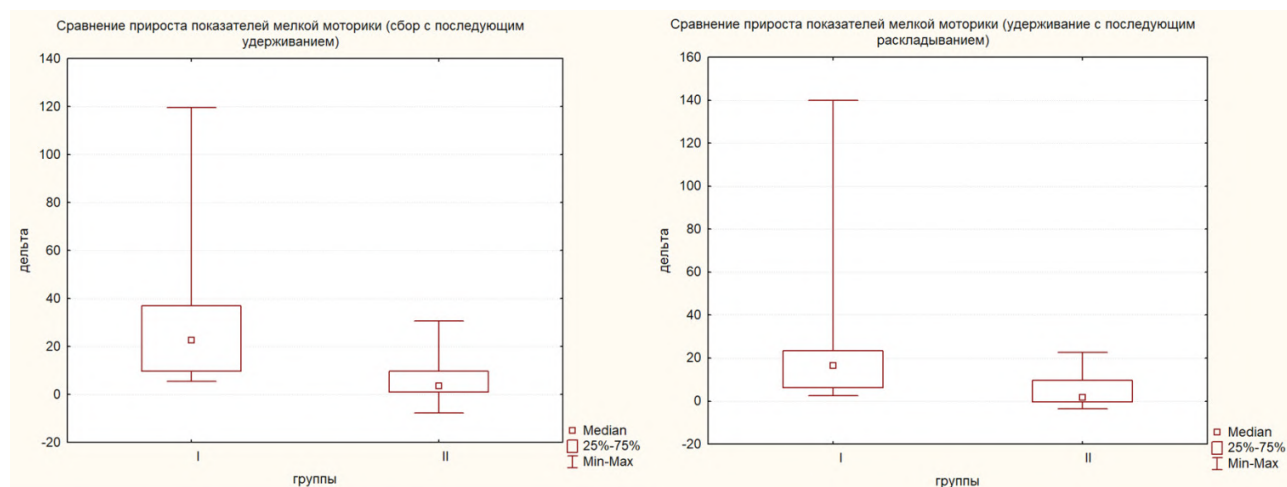 Сравнение прироста показателей мелкой моторики (сбор с последующим
удерживанием)
140
120
100
80
60
40
20
0
-20
дельта
I
II
группы
Median
25%-75%
Min-Max
Сравнение прироста показателей мелкой моторики (удерживание с последующим
раскладыванием)
160
140
120
100
80
60
40
20
0
-20
дельта
I
II
группы
Median
25%-75%
Min-Max